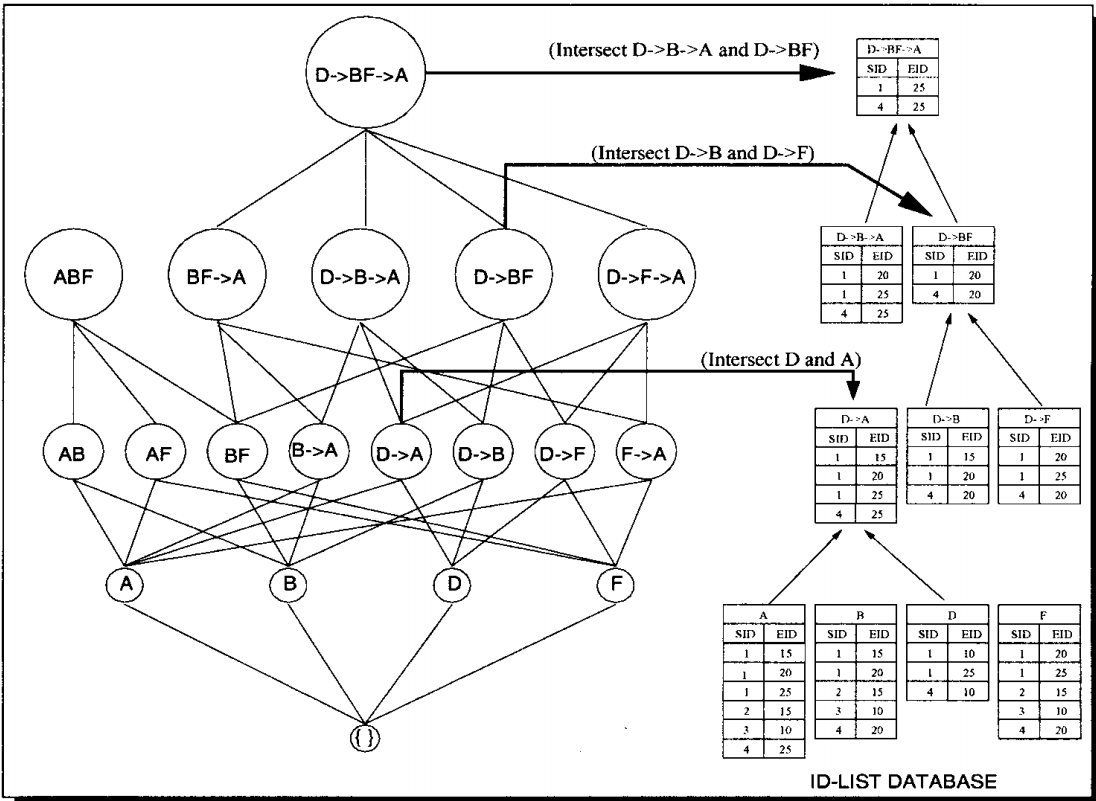 D->BF->A
(Intersect D->B->A and D->BF)
D->BF->A
SID EID
1 25
4 25
(Intersect D->B and D->F)
ABF
BF->A
D->B->A
D->BF
D->F->A
D->B->A
SID EID
1 20
1 25
4 25
D->BF
SID EID
1 20
4 20
(Intersect D and A)
AB
AF
BF
B->A
D->A
D->B
D->F
F->A
D->A
SID EID
1 15
1 20
1 25
4 25
D->B
SID EID
1 15
1 20
4 20
D->F
SID EID
1 20
1 25
4 20
A
B
D
F
A
SID EID
1 15
1 20
1 25
2 15
3 10
4 25
B
SID EID
1 15
1 20
2 15
3 10
4 20
D
SID EID
1 10
1 25
4 10
F
SID EID
1 20
1 25
2 15
3 10
4 20
{ }
ID-LIST DATABASE